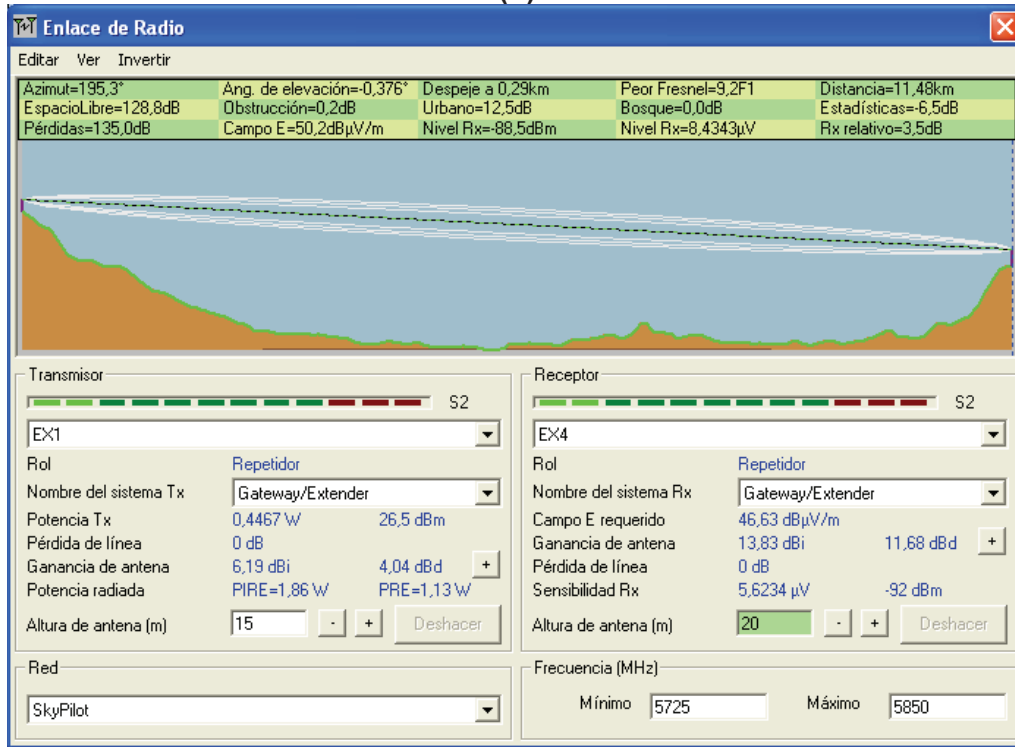 Enlace de Radio
Editar Ver Invertir
Azimut=195,3° Ang. de elevación=-0,376° Despeje a 0,29km Peor Fresnel=9,2F1 Distancia=11,48km
EspacioLibre=128,8dB Obstrucción=0,2dB Urbano=12,5dB Bosque=0,0dB Estadísticas=-6,5dB
Pérdidas=135,0dB Campo E=50,2dBµV/m Nivel Rx=-88,5dBm Nivel Rx=8,4343µV Rx relativo=3,5dB
Transmisor
S2
EX1
Rol Repetidor
Nombre del sistema Tx Gateway/Extender
Potencia Tx 0,4467 W 26,5 dBm
Pérdida de línea 0 dB
Ganancia de antena 6,19 dBi 4,04 dBd +
Potencia radiada PIRE=1,86 W PRE=1,13 W
Altura de antena (m) 15 - + Deshacer
Receptor
S2
EX4
Rol Repetidor
Nombre del sistema Rx Gateway/Extender
Campo E requerido 46,63 dBµV/m
Ganancia de antena 13,83 dBi 11,68 dBd +
Pérdida de línea 0 dB
Sensibilidad Rx 5,6234 µV -92 dBm
Altura de antena (m) 20 - + Deshacer
Red
SkyPilot
Frecuencia (MHz)
Mínimo 5725 Máximo 5850